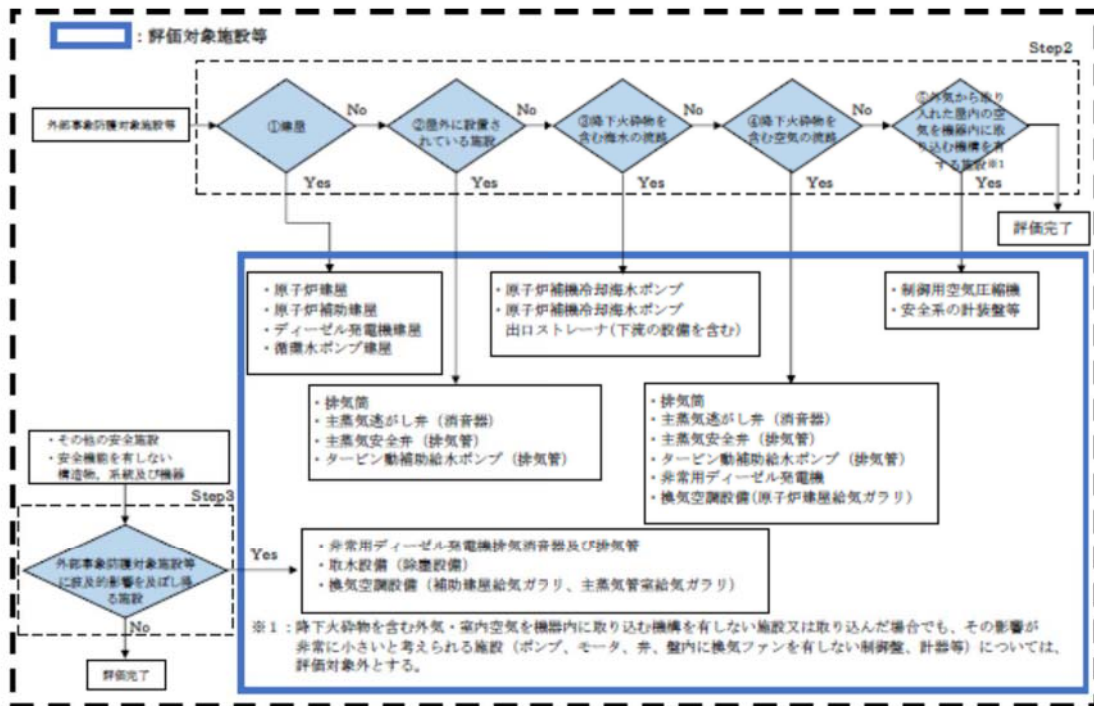 ：評価対象施設等
Step2
外部事象防護対象施設等
①建屋
No
②屋外に設置さ
れている施設
No
③降下火砕物を
含む海水の流路
No
④降下火砕物を
含む空気の流路
No
⑤外気から取り
入れた屋内の空
気を機器内に取
り込む機構を有
する施設※1
Yes
Yes
Yes
Yes
Yes
評価完了
・原子炉建屋
・原子炉補助建屋
・ディーゼル発電機建屋
・循環水ポンプ建屋
・原子炉補機冷却海水ポンプ
・原子炉補機冷却海水ポンプ
出口ストレーナ(下流の設備を含む)
・制御用空気圧縮機
・安全系の計装盤等
・排気筒
・主蒸気逃がし弁（消音器）
・主蒸気安全弁（排気管）
・タービン動補助給水ポンプ（排気管）
・排気筒
・主蒸気逃がし弁（消音器）
・主蒸気安全弁（排気管）
・タービン動補助給水ポンプ（排気管）
・非常用ディーゼル発電機
・換気空調設備(原子炉建屋給気ガラリ)
・その他の安全施設
・安全機能を有しない
構造物，系統及び機器
Step3
外部事象防護対象施設等
に波及的影響を及ぼし得
る施設
Yes
No
評価完了
・非常用ディーゼル発電機排気消音器及び排気管
・取水設備（除塵設備）
・換気空調設備（補助建屋給気ガラリ、主蒸気管室給気ガラリ）
※１：降下火砕物を含む外気・室内空気を機器内に取り込む機構を有しない施設又は取り込んだ場合でも、その影響が
非常に小さいと考えられる施設（ポンプ、モータ、弁、盤内に換気ファンを有しない制御盤、計器等）については、
評価対象外とする。